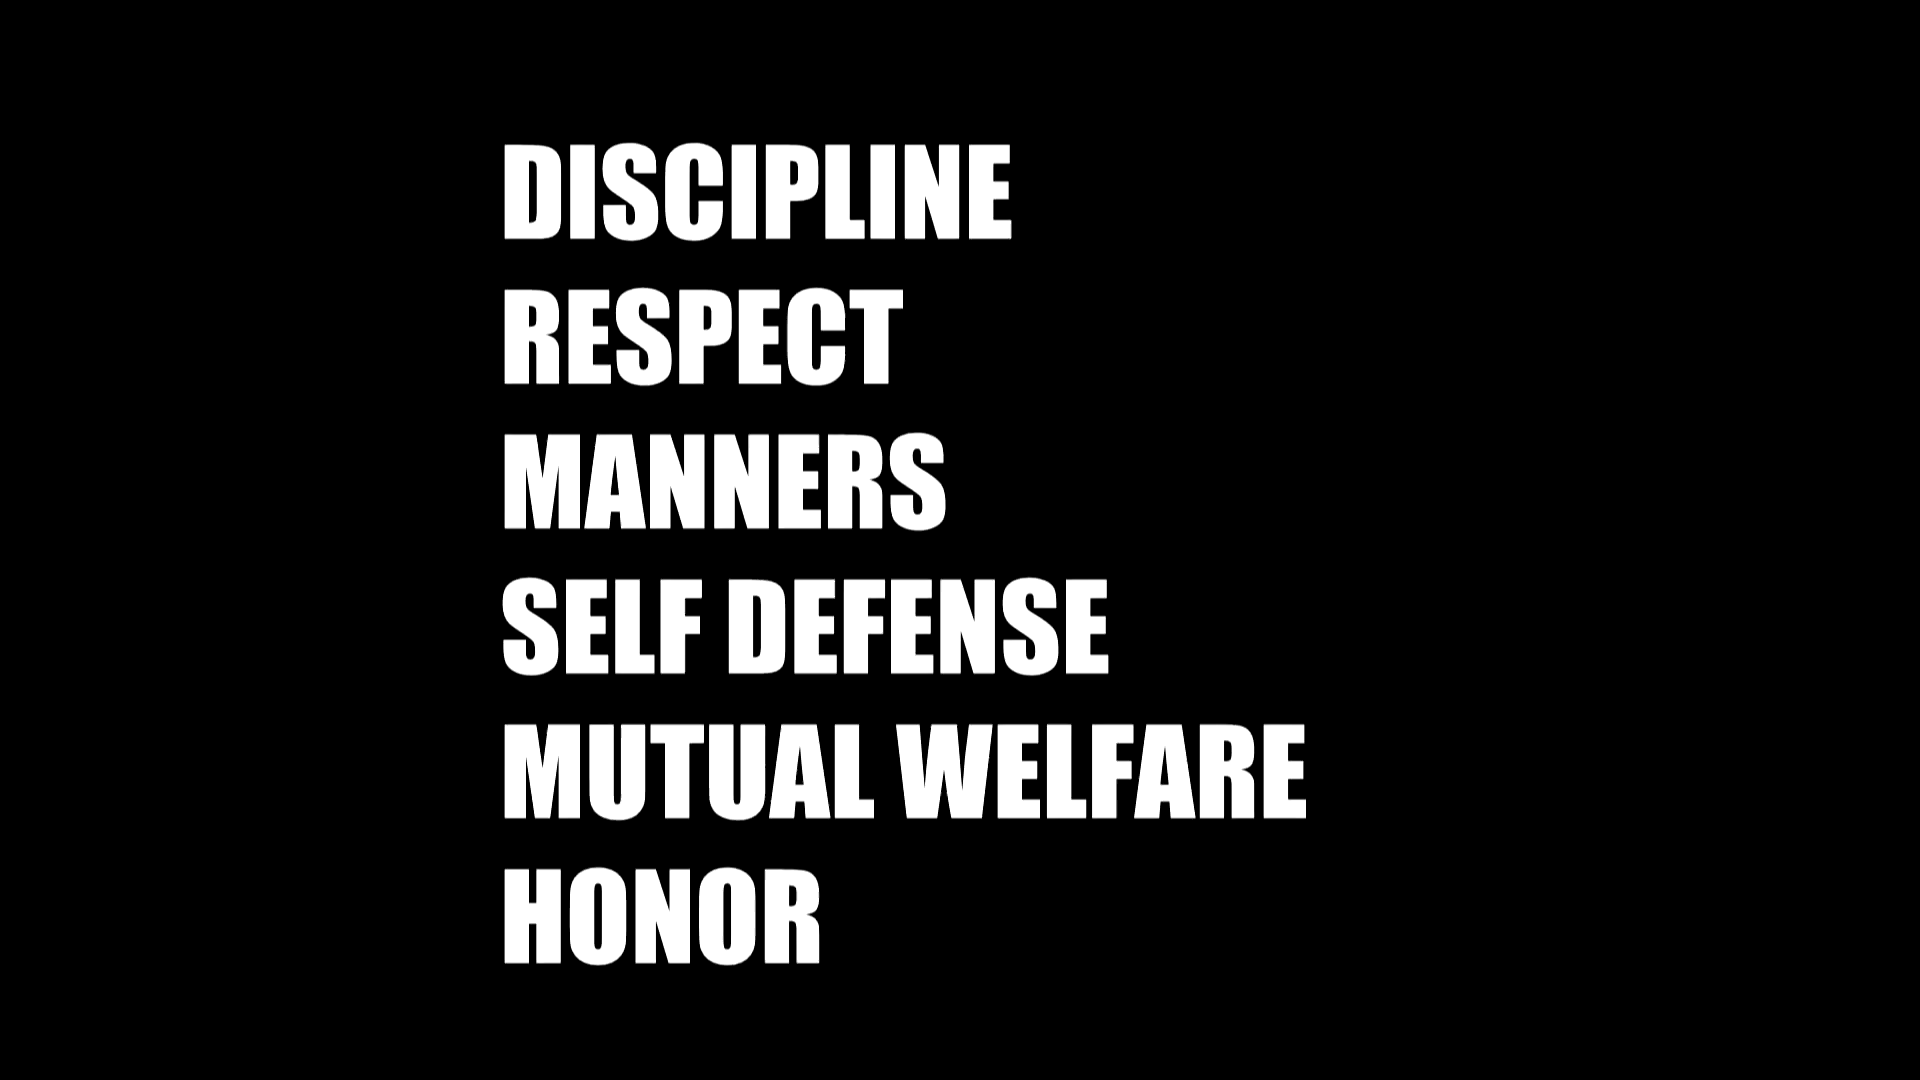 DISCIPLINE
RESPECT
MANNERS
SELF DEFENSE
MUTUAL WELFARE
HONOR